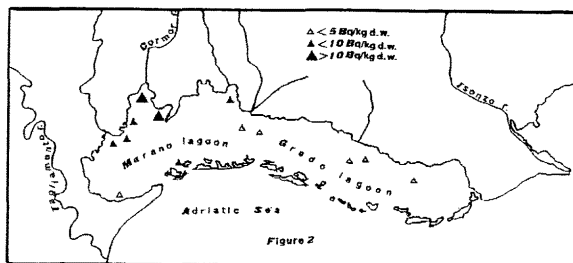 < 5 Bq/kg d.w.
< 10 Bq/kg d.w.
> 10 Bq/kg d.w.
Cormor
Isonzo r.
Tagliamento
Marano lagoon
Grado lagoon
Adriatic Sea
Figure 2